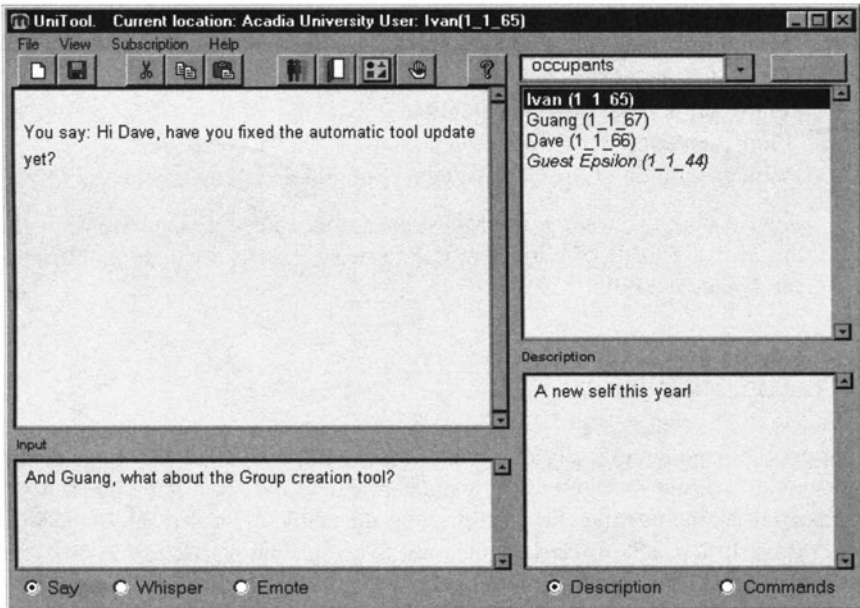 UniTool. Current location: Acadia University User: Ivan(1_1_65)
File View Subscription Help
?
occupants
You say: Hi Dave, have you fixed the automatic tool update
yet?
Ivan (1_1_65)
Guang (1_1_67)
Dave (1_1_66)
Guest Epsilon (1_1_44)
Description
A new self this year!
Input
And Guang, what about the Group creation tool?
Say Whisper Emote
Description Commands